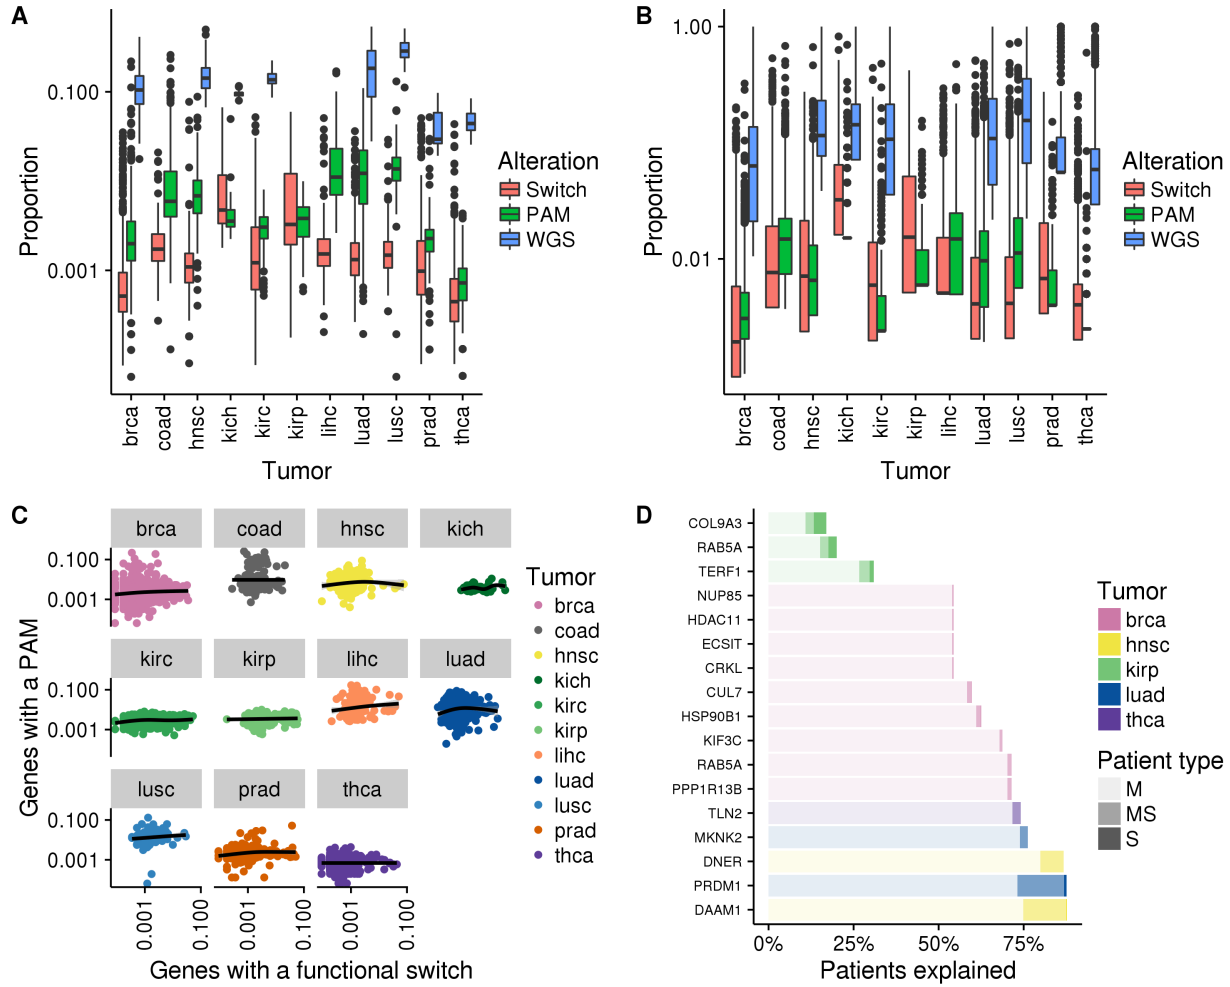 A
0.100
0.001
Proportion
brca
coad
hnsc
kich
kirc
kirp
lihc
luad
lusc
prad
thca
Tumor
Alteration
Switch
PAM
WGS
B
1.00
0.01
Proportion
brca
coad
hnsc
kich
kirc
kirp
lihc
luad
lusc
prad
thca
Tumor
Alteration
Switch
PAM
WGS
C
brca
coad
hnsc
kich
0.100
0.001
kirc
kirp
lihc
luad
0.100
0.001
lusc
prad
thca
0.100
0.001
0.001
0.100
0.001
0.100
Genes with a PAM
Genes with a functional switch
Tumor
brca
coad
hnsc
kich
kirc
kirp
lihc
luad
lusc
prad
thca
D
COL9A3
RAB5A
TERF1
NUP85
HDAC11
ECSIT
CRKL
CUL7
HSP90B1
KIF3C
RAB5A
PPP1R13B
TLN2
MKNK2
DNER
PRDM1
DAAM1
0%
25%
50%
75%
Patients explained
Tumor
brca
hnsc
kirp
luad
thca
Patient type
M
MS
S